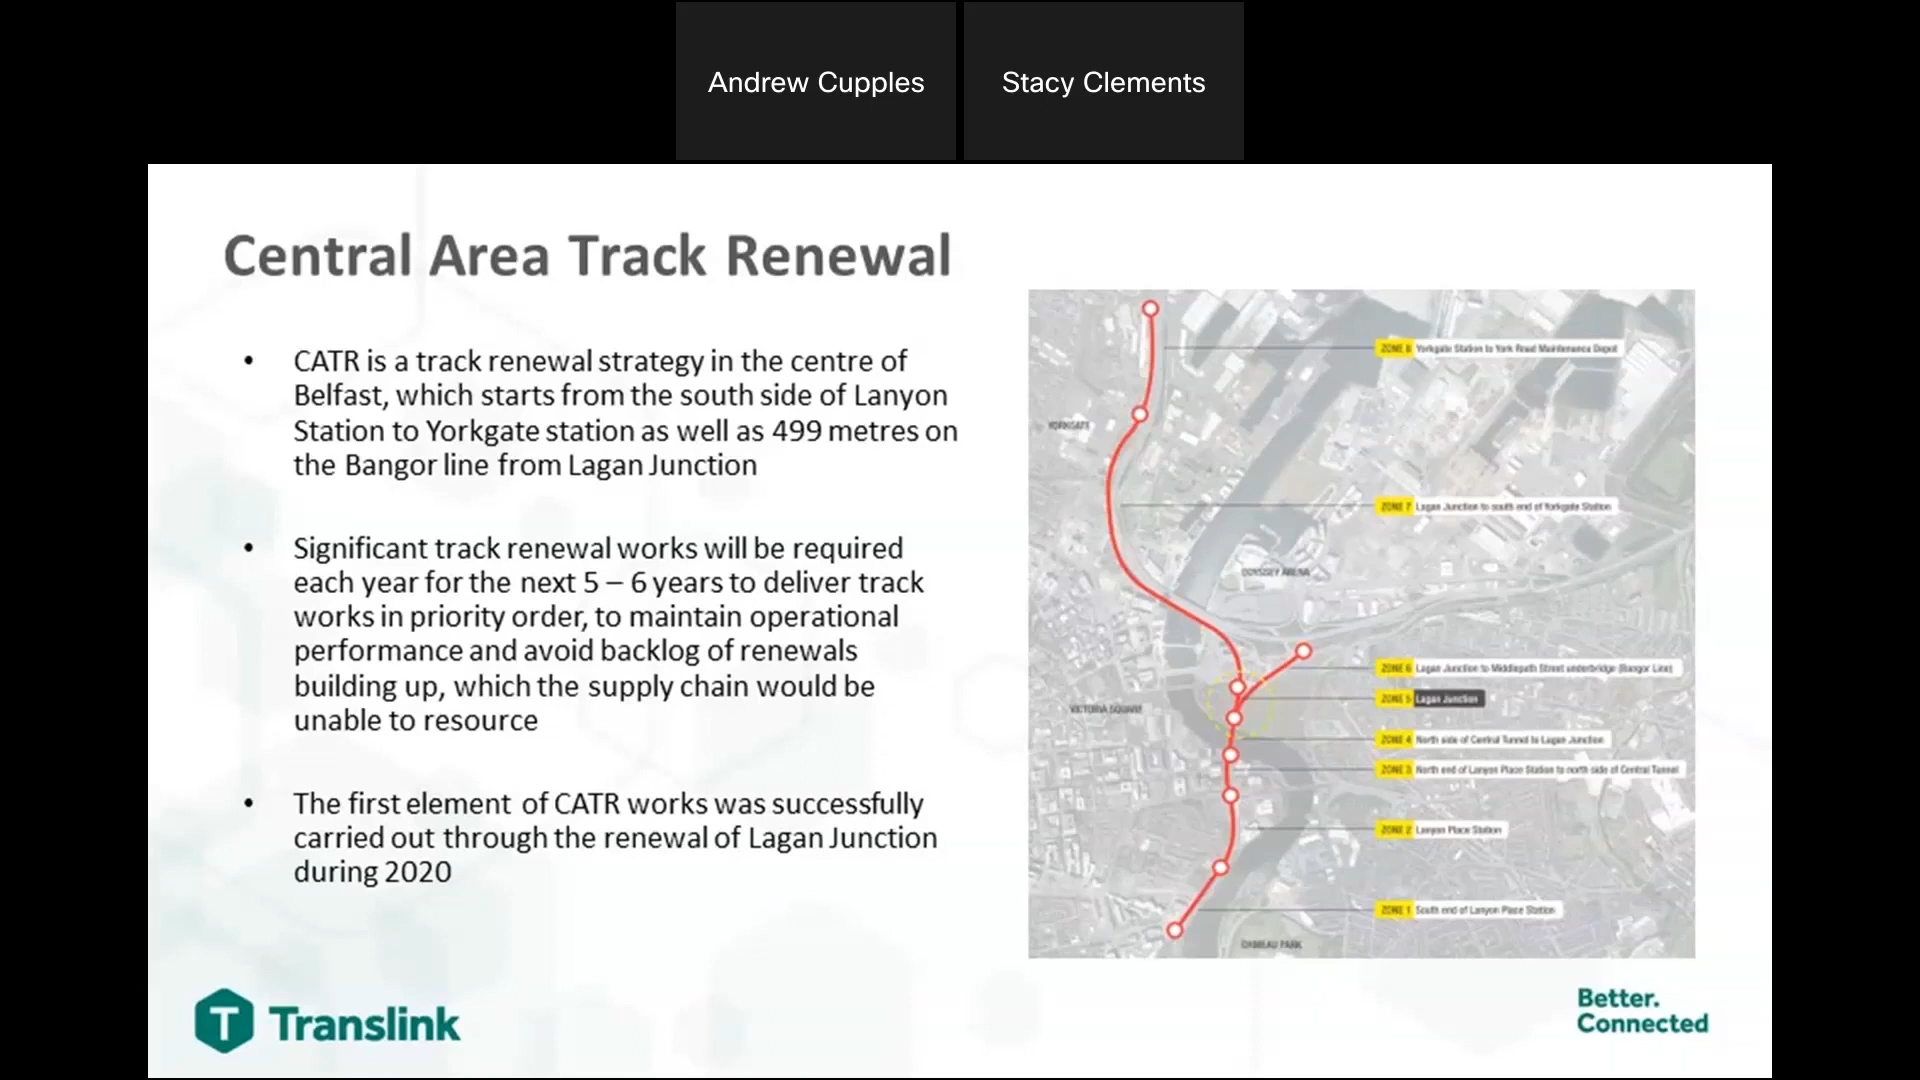 Andrew Cupples
Stacy Clements
Central Area Track Renewal
• CATR is a track renewal strategy in the centre of
Belfast, which starts from the south side of Lanyon
Station to Yorkgate station as well as 499 metres on
the Bangor line from Lagan Junction
• Significant track renewal works will be required
each year for the next 5 – 6 years to deliver track
works in priority order, to maintain operational
performance and avoid backlog of renewals
building up, which the supply chain would be
unable to resource
• The first element of CATR works was successfully
carried out through the renewal of Lagan Junction
during 2020
ZONE 8 Yorkgate Station to York Road Maintenance Depot
YORKGATE
ZONE 7 Lagan Junction to south end of Yorkgate Station
ODYSSEY ARENA
ZONE 6 Lagan Junction to Middlepath Street underbridge (Bangor Line)
ZONE 5 Lagan Junction
VICTORIA SQUARE
ZONE 4 North side of Central Tunnel to Lagan Junction
ZONE 3 North end of Lanyon Place Station to north side of Central Tunnel
ZONE 2 Lanyon Place Station
ZONE 1 South end of Lanyon Place Station
ORMEAU PARK
T Translink
Better.
Connected